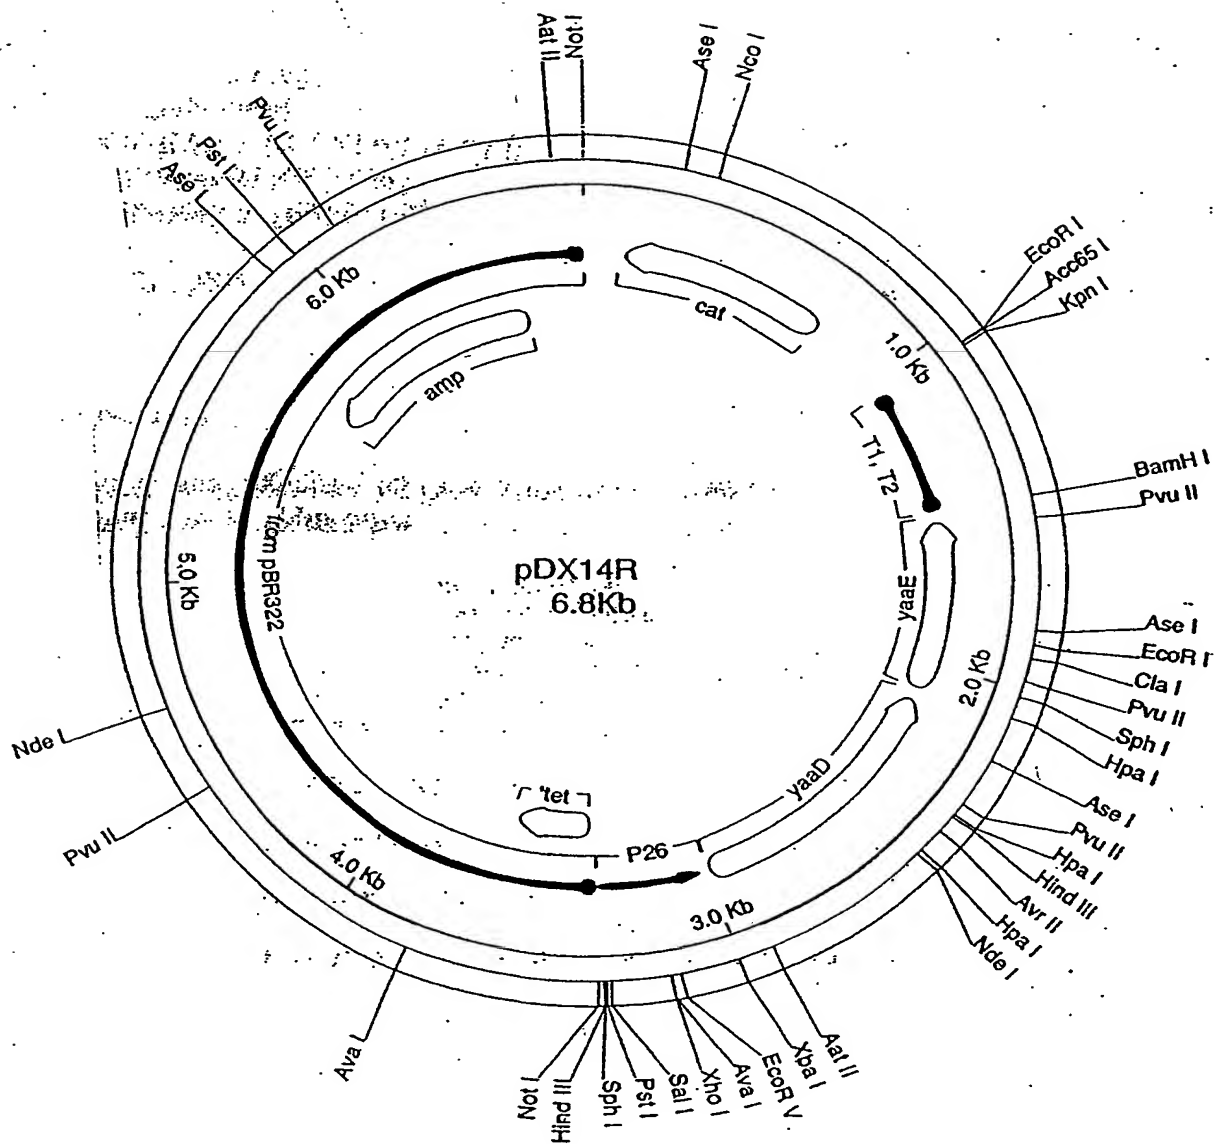 Aat II
Not I
Ase I
Nco I
EcoR I
Acc65 I
Kpn I
BamH I
Pvu II
Ase I
EcoR I
Cla I
Pvu II
Sph I
Hpa I
Ase I
Pvu II
Hpa I
Hind III
Avr II
Hpa I
Nde I
Aat II
Xba I
EcoR V
Ava I
Xho I
Sal I
Pst I
Sph I
Hind III
Not I
Ava I
Pvu II
Nde I
Ase I
Pst I
Pvu I
1.0 Kb
2.0 Kb
3.0 Kb
4.0 Kb
5.0 Kb
6.0 Kb
cat
T1, T2
yaaE
yaaD
P26
'tet
from pBR322
amp
pDX14R
6.8Kb